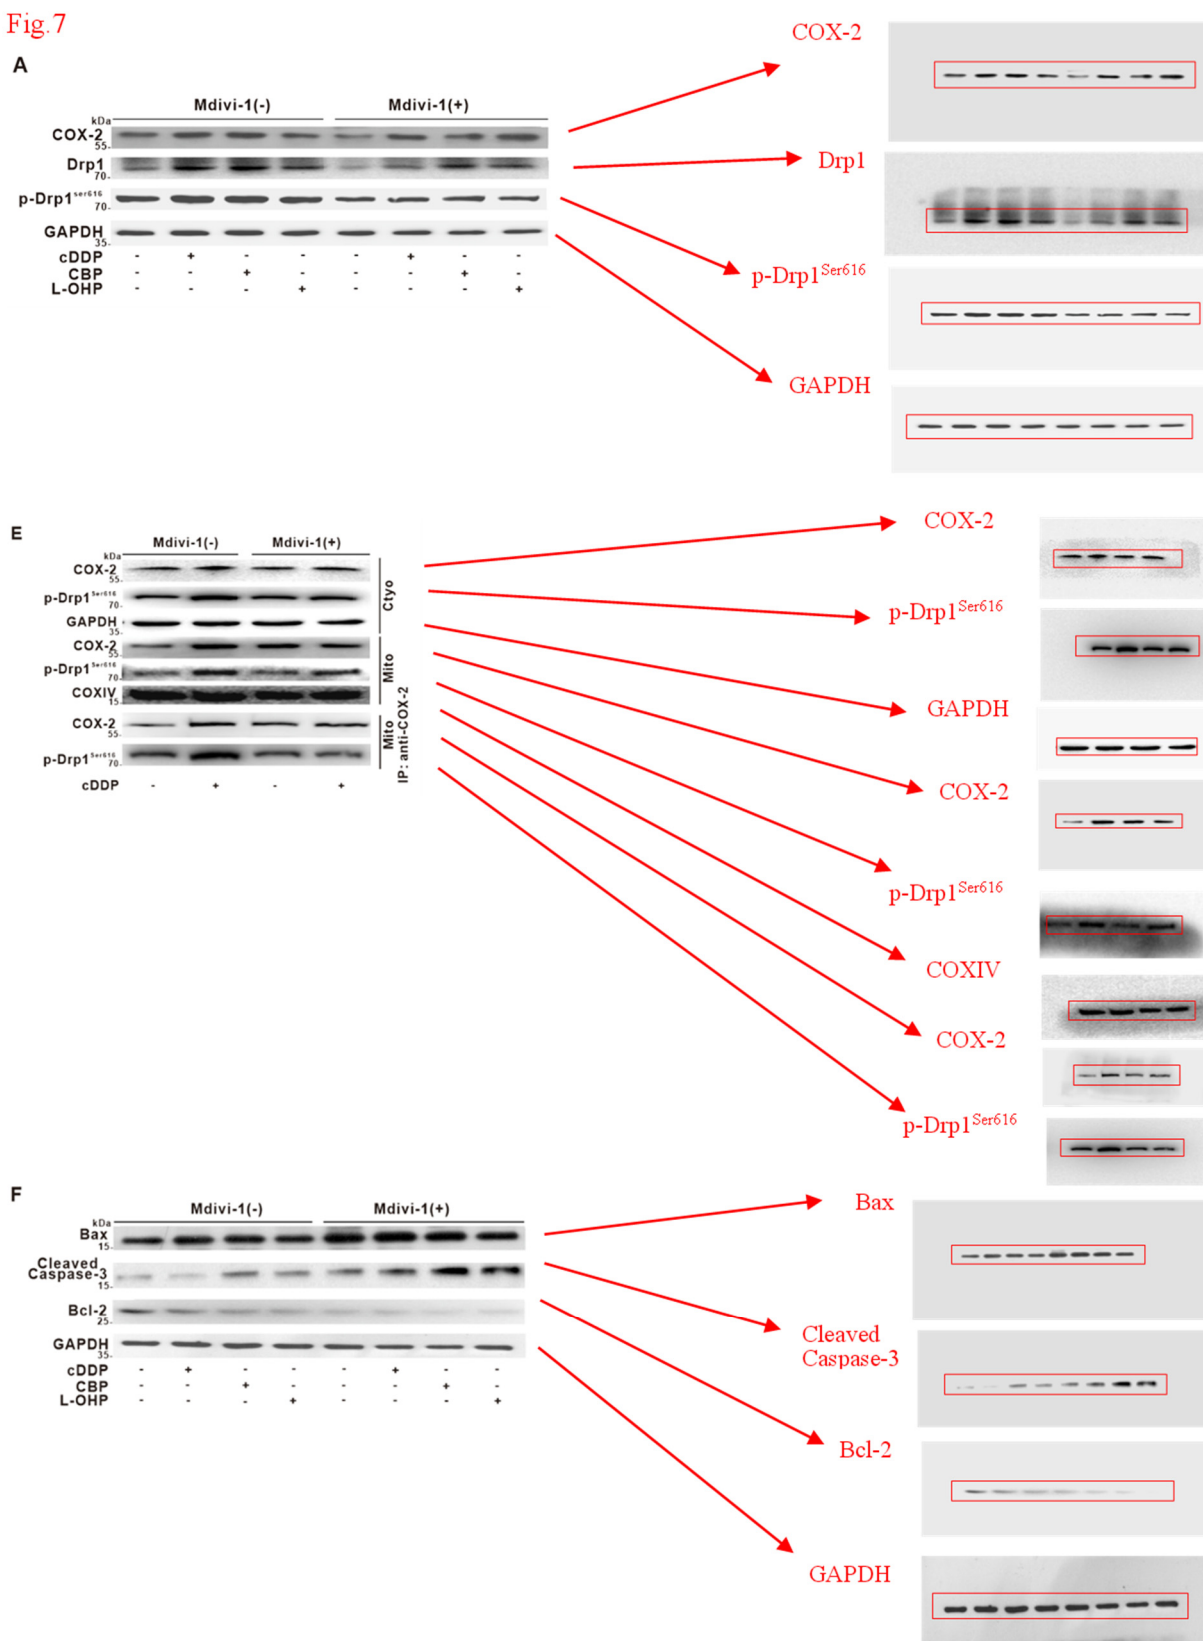 Fig.7
A
Mdivi-1(-) Mdivi-1(+)
kDa
COX-2
55
Drp1
70
p-Drp1ser616
70
GAPDH
35
cDDP - + - - - + - -
CBP - - + - - - + -
L-OHP - - - + - - - +
COX-2
Drp1
p-Drp1Ser616
GAPDH
E
Mdivi-1(-) Mdivi-1(+)
kDa
COX-2
55
p-Drp1Ser616
70
GAPDH
35
Ctyo
COX-2
55
p-Drp1Ser616
70
COXIV
15
Mito
COX-2
55
p-Drp1Ser616
70
Mito
IP: anti-COX-2
cDDP - + - +
COX-2
p-Drp1Ser616
GAPDH
COX-2
p-Drp1Ser616
COXIV
COX-2
p-Drp1Ser616
F
Mdivi-1(-) Mdivi-1(+)
kDa
Bax
15
Cleaved
Caspase-3
15
Bcl-2
25
GAPDH
35
cDDP - + - - - + - -
CBP - - + - - - + -
L-OHP - - - + - - - +
Bax
Cleaved
Caspase-3
Bcl-2
GAPDH